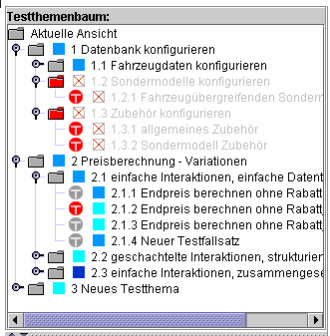 Testthemenbaum:
Aktuelle Ansicht
1 Datenbank konfigurieren
1.1 Fahrzeugdaten konfigurieren
1.2 Sondermodelle konfigurieren
1.2.1 Fahrzeugübergreifenden Sondern
1.3 Zubehör konfigurieren
1.3.1 allgemeines Zubehör
1.3.2 Sondermodell Zubehör
2 Preisberechnung - Variationen
2.1 einfache Interaktionen, einfache Datent
2.1.1 Endpreis berechnen ohne Rabatt
2.1.2 Endpreis berechnen ohne Rabatt,
2.1.3 Endpreis berechnen ohne Rabatt,
2.1.4 Neuer Testfallsatz
2.2 geschachtelte Interaktionen, strukturier
2.3 einfache Interaktionen, zusammenges
3 Neues Testthema